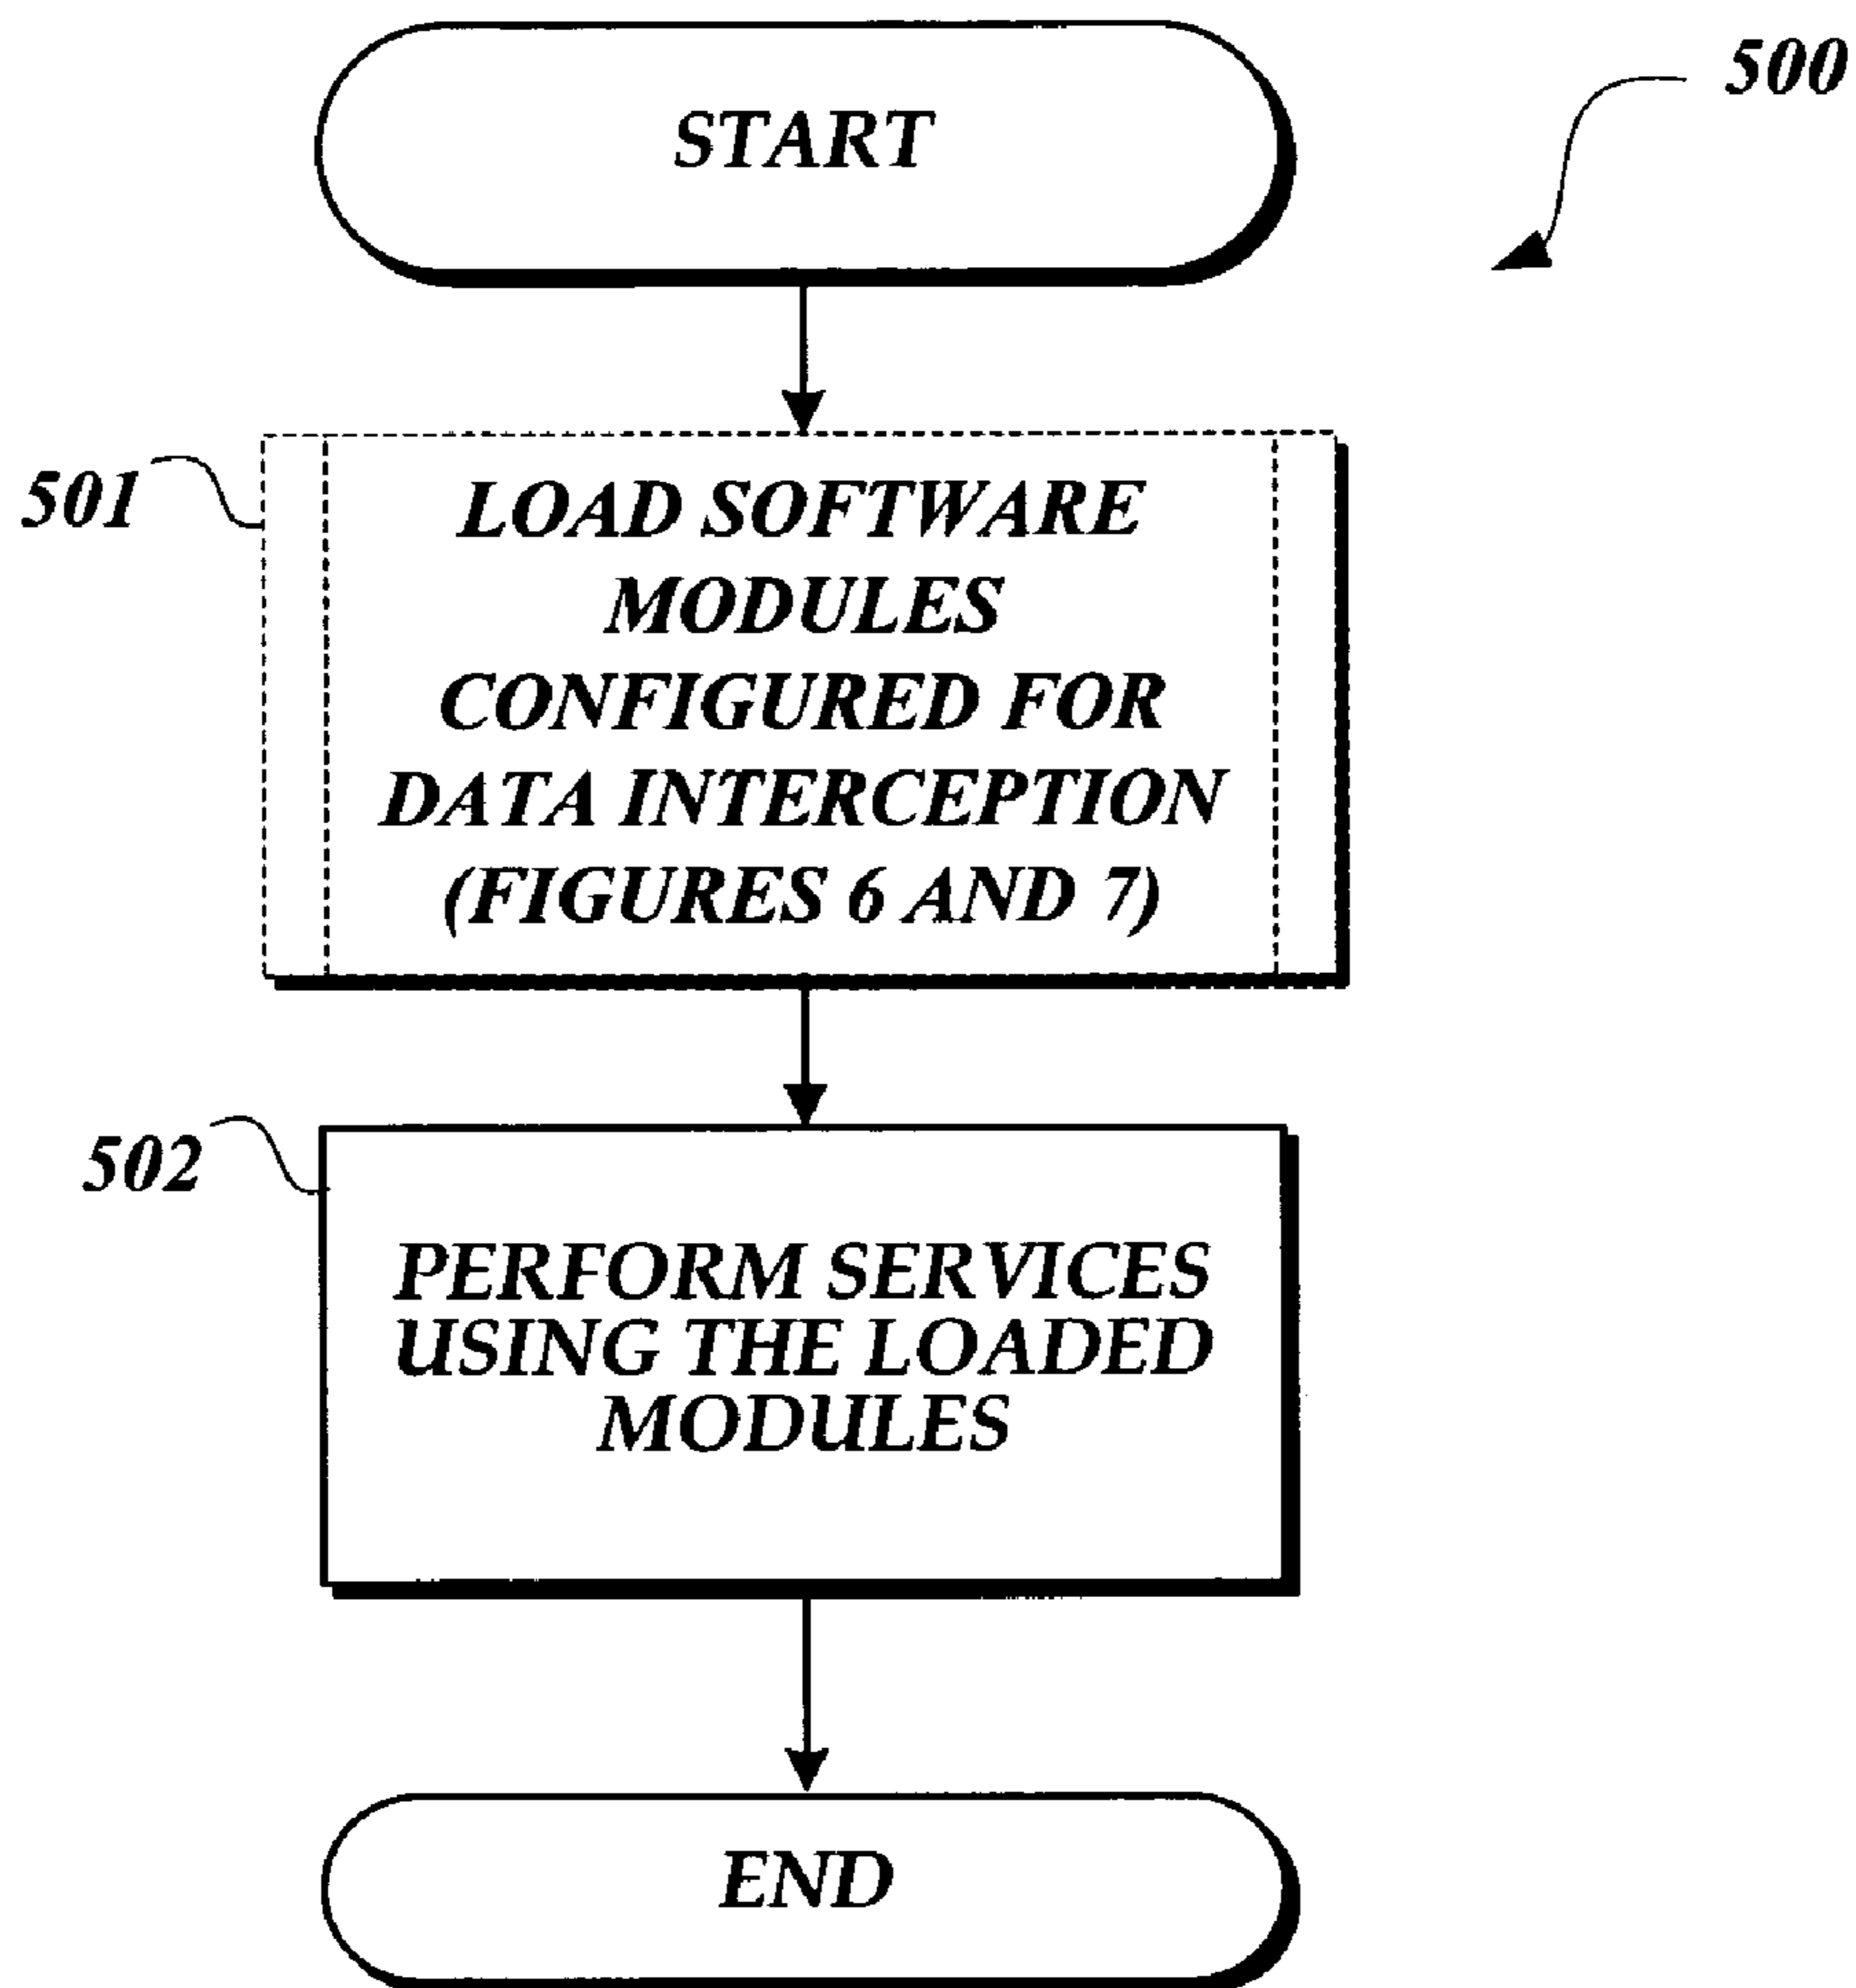 START
500
501
LOAD SOFTWARE
MODULES
CONFIGURED FOR
DATA INTERCEPTION
(FIGURES 6 AND 7)
502
PERFORM SERVICES
USING THE LOADED
MODULES
END